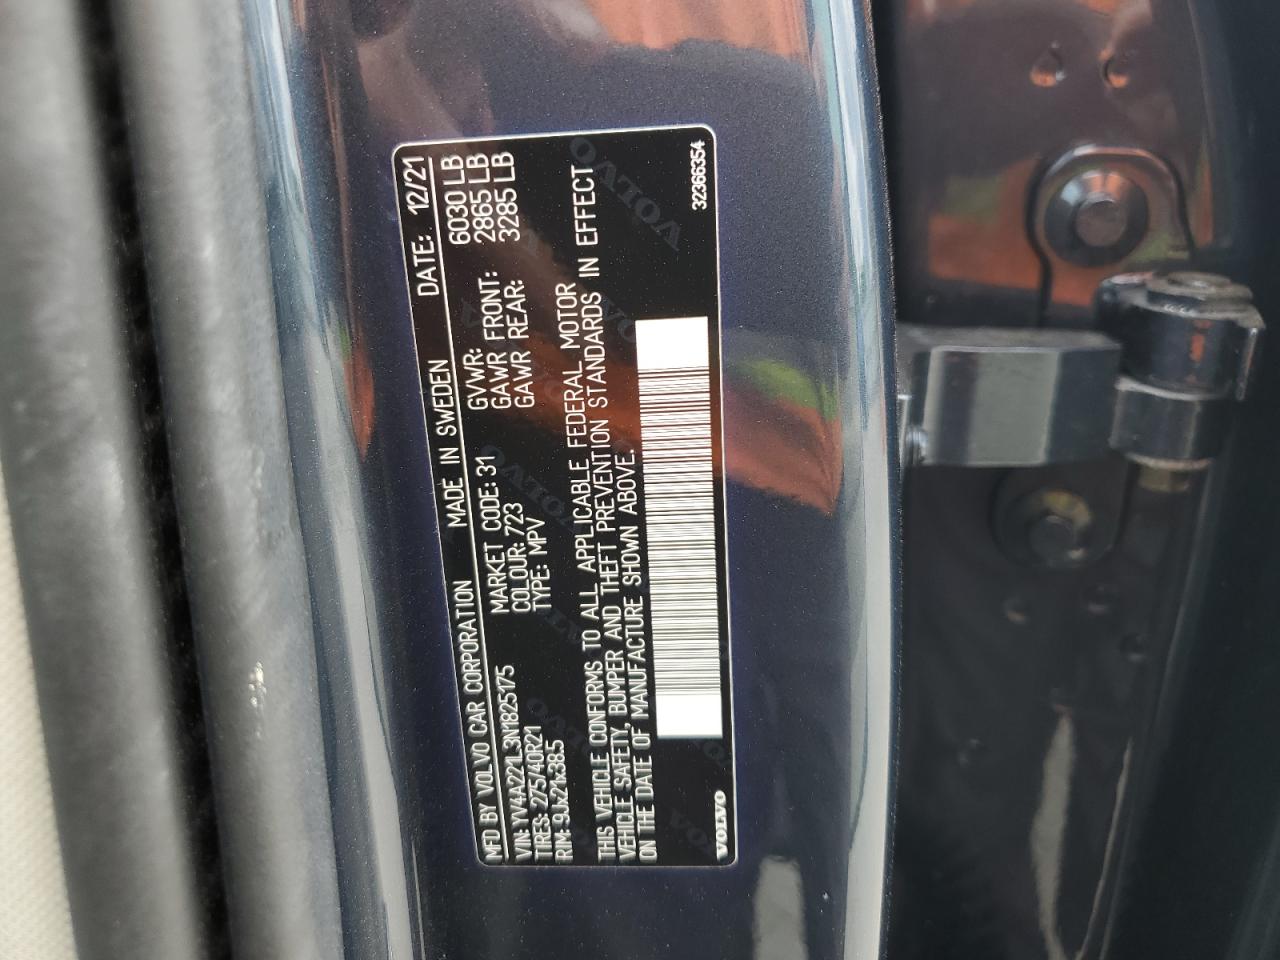 MFD BY VOLVO CAR CORPORATION MADE IN SWEDEN DATE: 12/21
VIN: YV4A221L3N1825175 MARKET CODE: 31 GVWR: 6030 LB
TIRES: 275/40R21 COLOUR: 723 GAWR FRONT: 2865 LB
RIM: 9Jx21x38.5 TYPE: MPV GAWR REAR: 3285 LB
THIS VEHICLE CONFORMS TO ALL APPLICABLE FEDERAL MOTOR
VEHICLE SAFETY, BUMPER AND THEFT PREVENTION STANDARDS IN EFFECT
ON THE DATE OF MANUFACTURE SHOWN ABOVE.
VOLVO 32366354